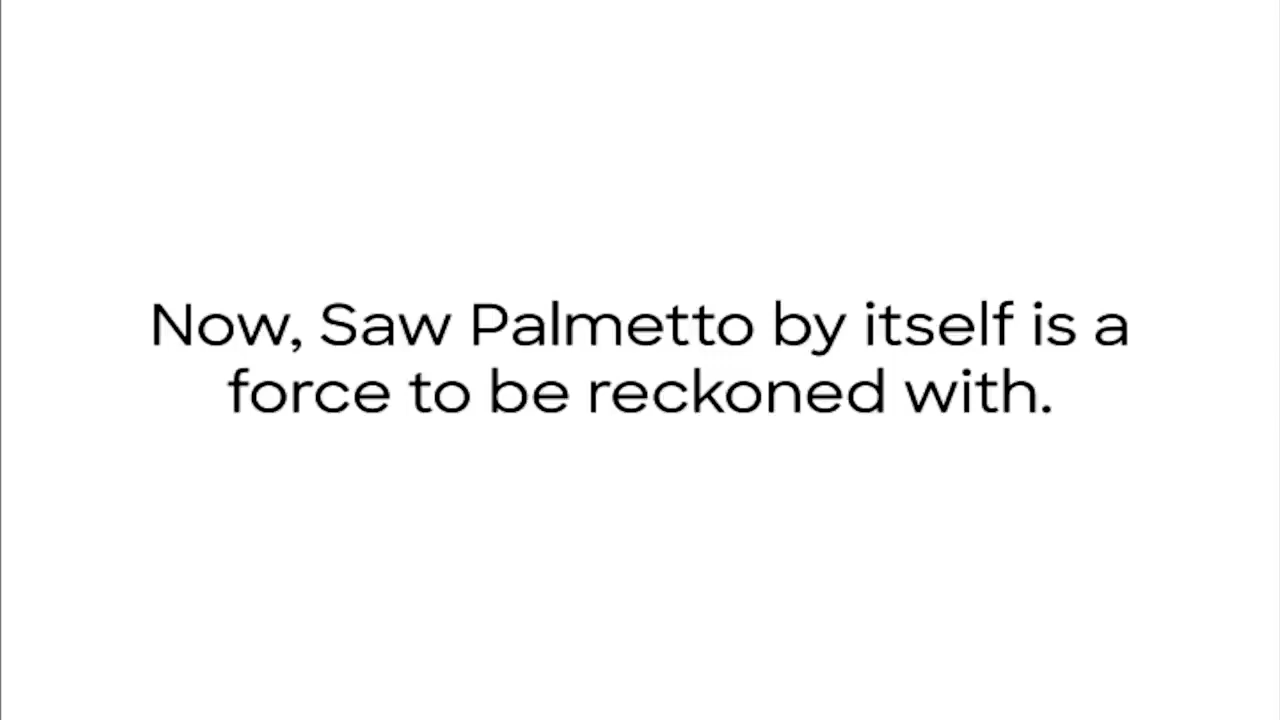 Now, Saw Palmetto by itself is a
force to be reckoned with.